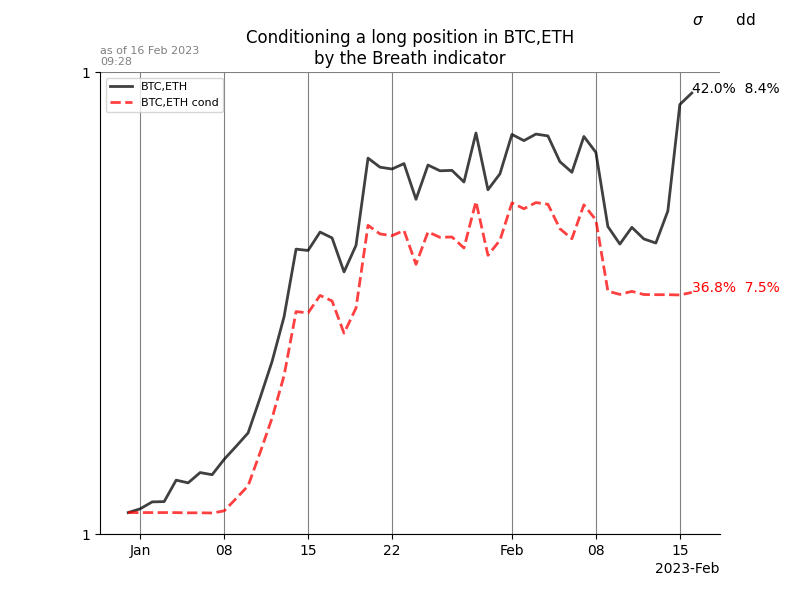 σ dd
Conditioning a long position in BTC,ETH
by the Breath indicator
as of 16 Feb 2023
09:28
1
BTC,ETH
BTC,ETH cond
42.0% 8.4%
36.8% 7.5%
1
Jan 08 15 22 Feb 08 15
2023-Feb